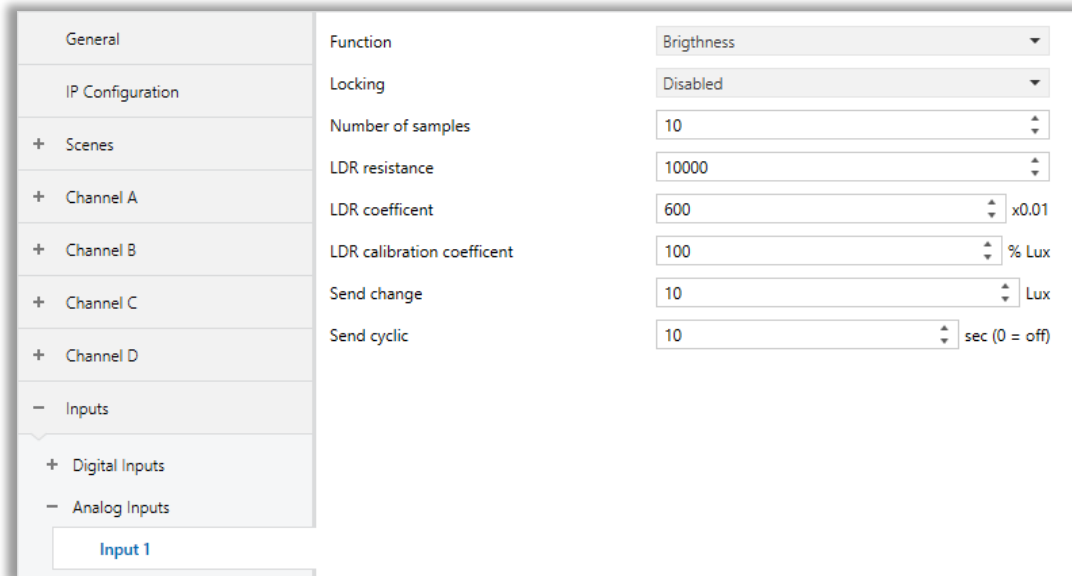 General
IP Configuration
+ Scenes
+ Channel A
+ Channel B
+ Channel C
+ Channel D
− Inputs
+ Digital Inputs
− Analog Inputs
Input 1
Function Brigthness
Locking Disabled
Number of samples 10
LDR resistance 10000
LDR coefficent 600 x0.01
LDR calibration coefficent 100 % Lux
Send change 10 Lux
Send cyclic 10 sec (0 = off)